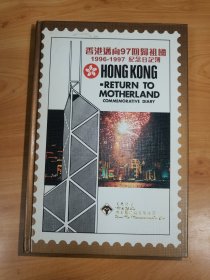 香港邁向97期歸祖國
1996-1997 紀念日記簿
HONG KONG
RETURN TO
MOTHERLAND
COMMEMORATIVE DIARY